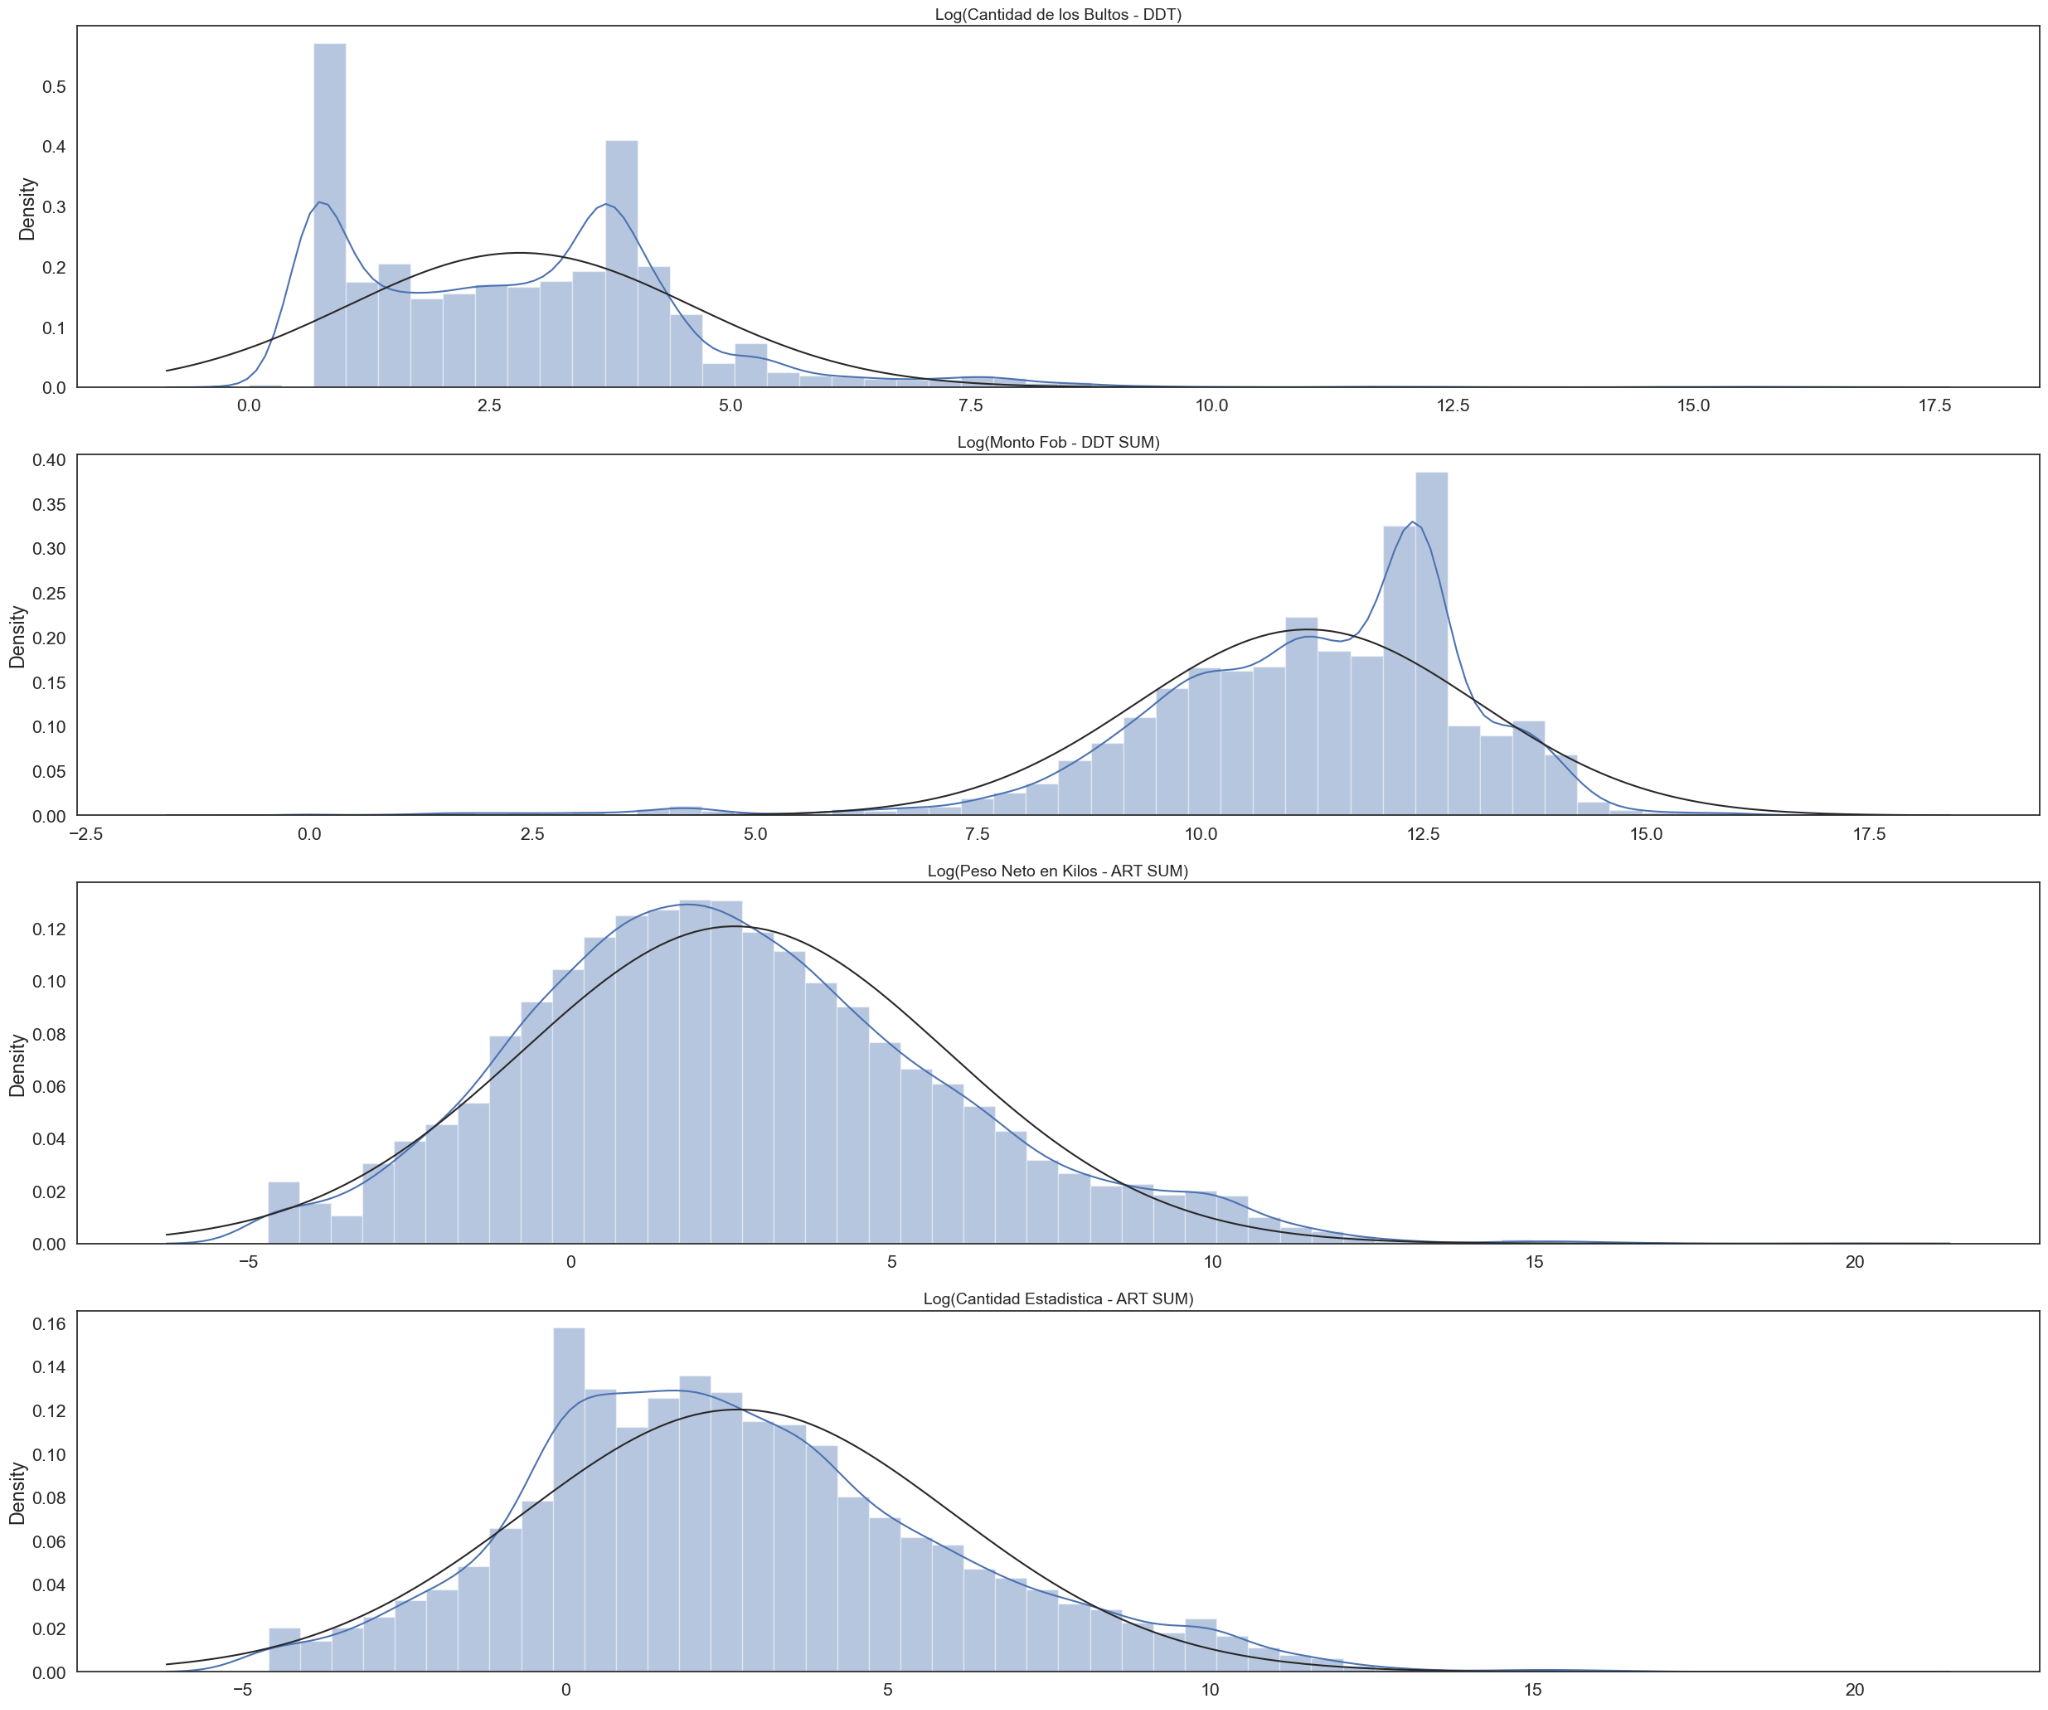 Log(Cantidad de los Bultos - DDT)
Density
0.5
0.4
0.3
0.2
0.1
0.0
0.0 2.5 5.0 7.5 10.0 12.5 15.0 17.5
Log(Monto Fob - DDT SUM)
Density
0.40
0.35
0.30
0.25
0.20
0.15
0.10
0.05
0.00
−2.5 0.0 2.5 5.0 7.5 10.0 12.5 15.0 17.5
Log(Peso Neto en Kilos - ART SUM)
Density
0.12
0.10
0.08
0.06
0.04
0.02
0.00
−5 0 5 10 15 20
Log(Cantidad Estadistica - ART SUM)
Density
0.16
0.14
0.12
0.10
0.08
0.06
0.04
0.02
0.00
−5 0 5 10 15 20